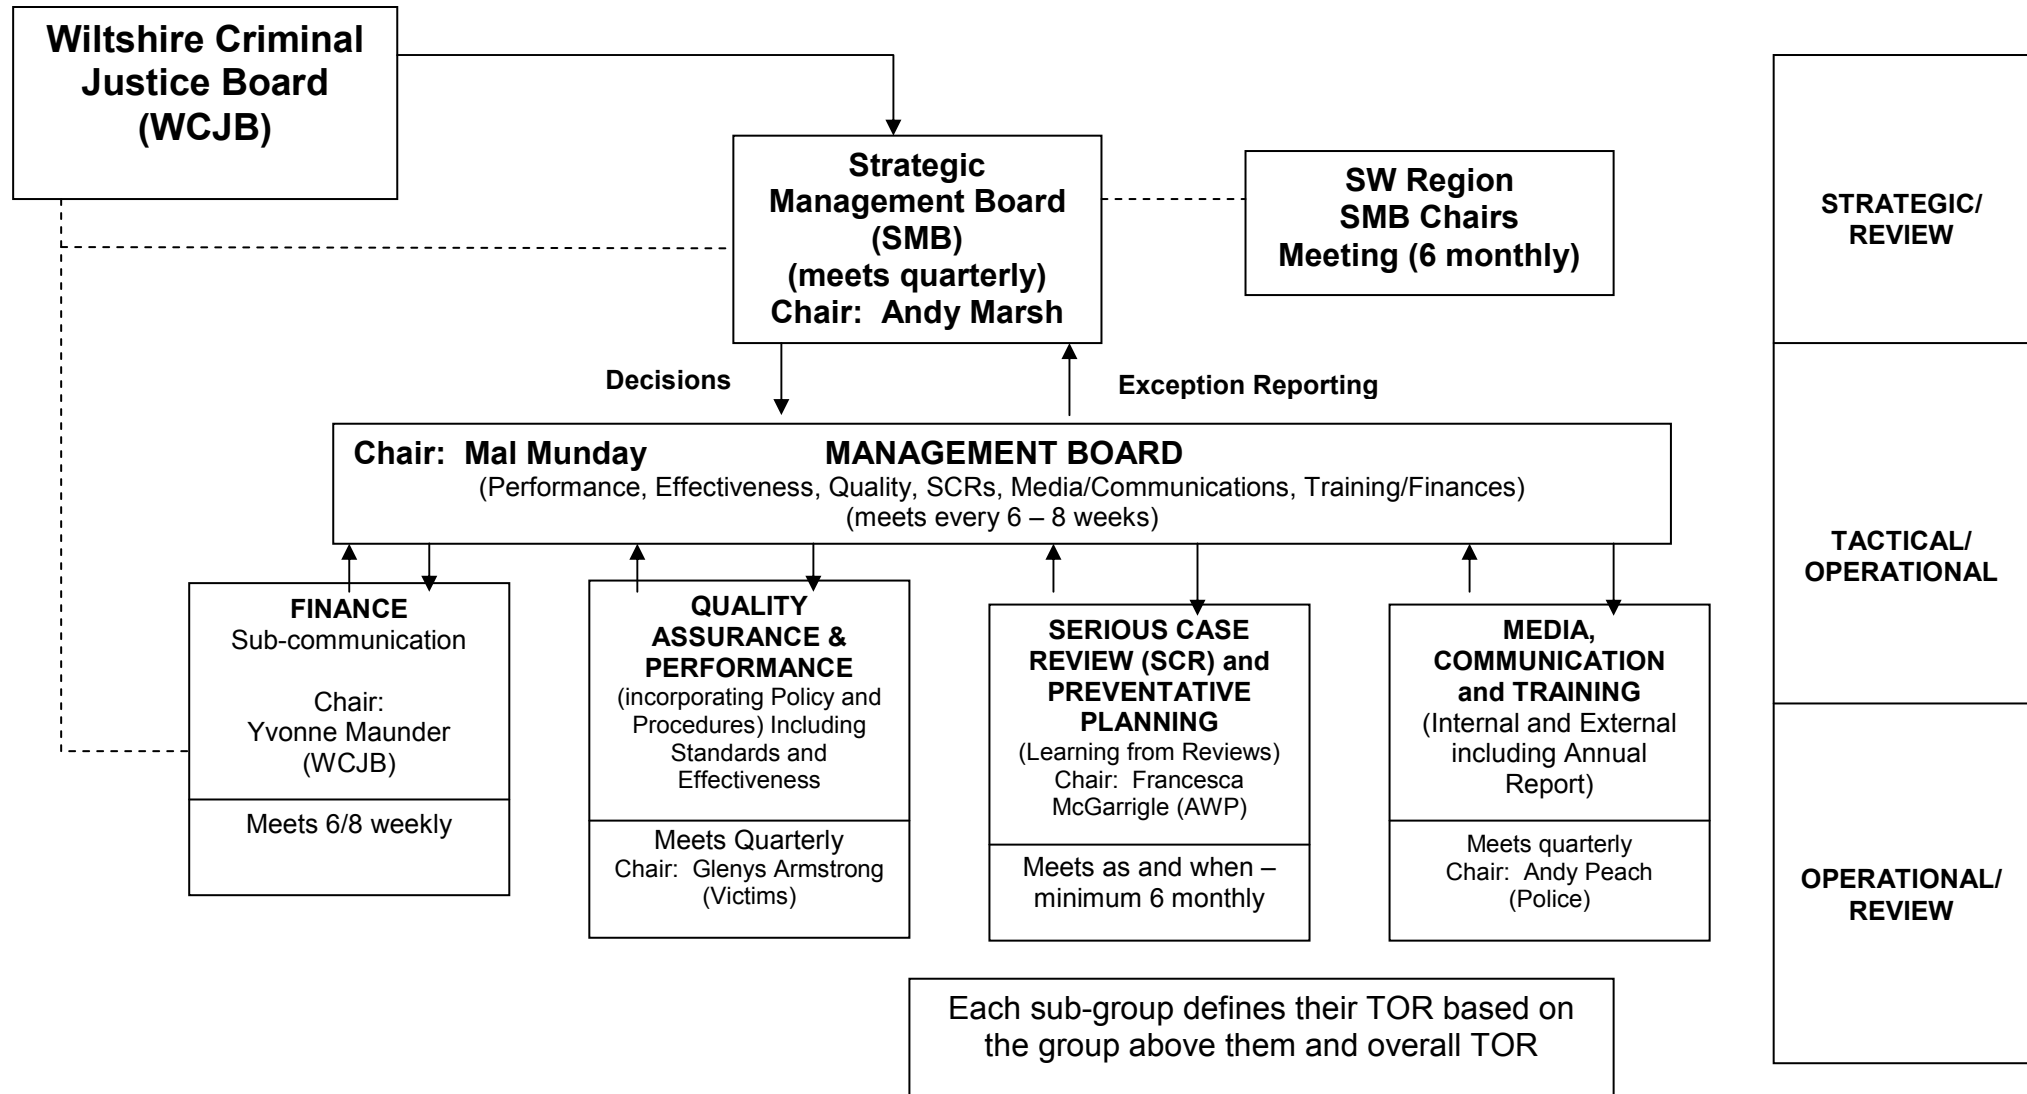 Wiltshire Criminal
Justice Board
(WCJB)
Strategic
Management Board
(SMB)
(meets quarterly)
Chair: Andy Marsh
SW Region
SMB Chairs
Meeting (6 monthly)
STRATEGIC/
REVIEW
Decisions
Exception Reporting
Chair: Mal Munday MANAGEMENT BOARD
(Performance, Effectiveness, Quality, SCRs, Media/Communications, Training/Finances)
(meets every 6 – 8 weeks)
TACTICAL/
OPERATIONAL
FINANCE
Sub-communication
Chair:
Yvonne Maunder
(WCJB)
Meets 6/8 weekly
QUALITY
ASSURANCE &
PERFORMANCE
(incorporating Policy and
Procedures) Including
Standards and
Effectiveness
Meets Quarterly
Chair: Glenys Armstrong
(Victims)
SERIOUS CASE
REVIEW (SCR) and
PREVENTATIVE
PLANNING
(Learning from Reviews)
Chair: Francesca
McGarrigle (AWP)
Meets as and when –
minimum 6 monthly
MEDIA,
COMMUNICATION
and TRAINING
(Internal and External
including Annual
Report)
Meets quarterly
Chair: Andy Peach
(Police)
OPERATIONAL/
REVIEW
Each sub-group defines their TOR based on
the group above them and overall TOR